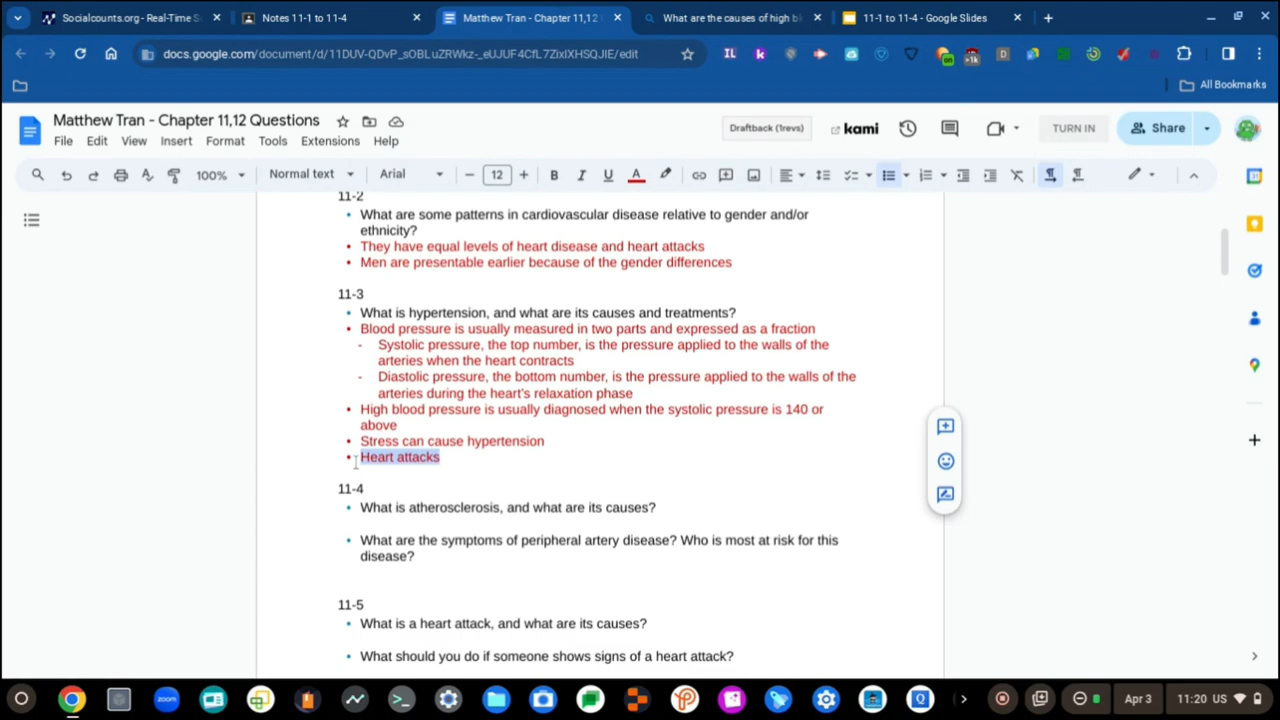 Socialcounts.org - Real-Time S
Notes 11-1 to 11-4
Matthew Tran - Chapter 11,12
What are the causes of high bl
11-1 to 11-4 - Google Slides
docs.google.com/document/d/11DUV-QDvP_sOBLuZRWkz-_eUJUF4CfL7ZixIXHSQJIE/edit
All Bookmarks
Matthew Tran - Chapter 11,12 Questions
File Edit View Insert Format Tools Extensions Help
Draftback (1revs)
kami
TURN IN
Share
100%
Normal text
Arial
12
11-2
What are some patterns in cardiovascular disease relative to gender and/or
ethnicity?
They have equal levels of heart disease and heart attacks
Men are presentable earlier because of the gender differences
11-3
What is hypertension, and what are its causes and treatments?
Blood pressure is usually measured in two parts and expressed as a fraction
- Systolic pressure, the top number, is the pressure applied to the walls of the
arteries when the heart contracts
- Diastolic pressure, the bottom number, is the pressure applied to the walls of the
arteries during the heart's relaxation phase
High blood pressure is usually diagnosed when the systolic pressure is 140 or
above
Stress can cause hypertension
Heart attacks
11-4
What is atherosclerosis, and what are its causes?
What are the symptoms of peripheral artery disease? Who is most at risk for this
disease?
11-5
What is a heart attack, and what are its causes?
What should you do if someone shows signs of a heart attack?
zoom
Apr 3
11:20 US